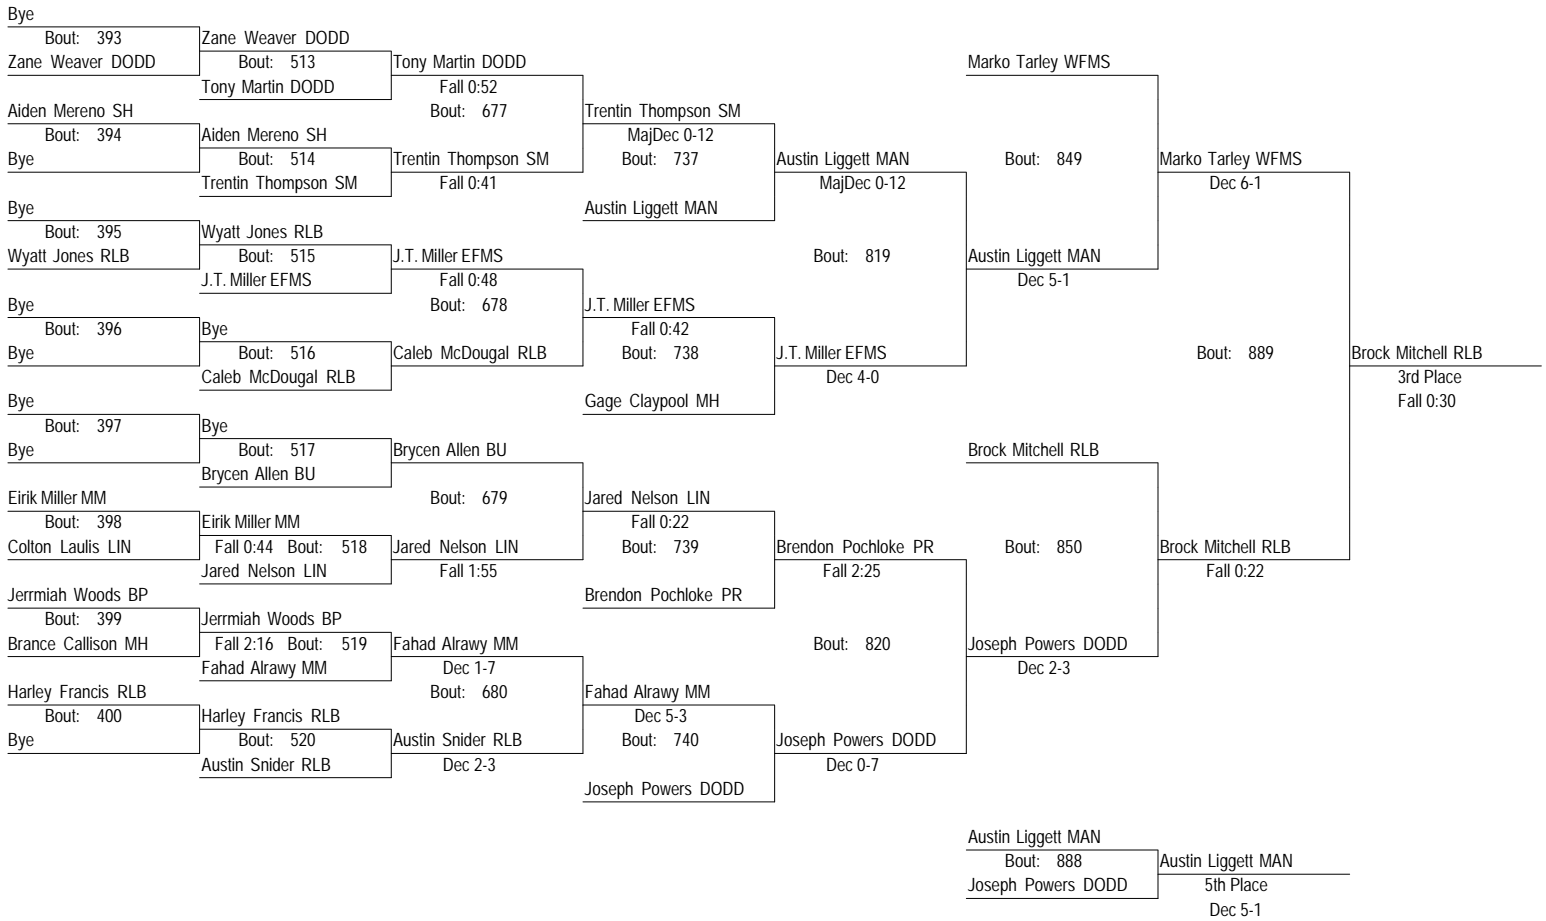 Bye
Bout: 393
Zane Weaver DODD
Aiden Mereno SH
Bout: 394
Bye
Bye
Bout: 395
Wyatt Jones RLB
Bye
Bout: 396
Bye
Bye
Bout: 397
Bye
Eirik Miller MM
Bout: 398
Colton Laulis LIN
Jerrmiah Woods BP
Bout: 399
Brance Callison MH
Harley Francis RLB
Bout: 400
Bye
Zane Weaver DODD
Bout: 513
Tony Martin DODD
Aiden Mereno SH
Bout: 514
Trentin Thompson SM
Wyatt Jones RLB
Bout: 515
J.T. Miller EFMS
Bye
Bout: 516
Caleb McDougal RLB
Bye
Bout: 517
Brycen Allen BU
Eirik Miller MM
Fall 0:44 Bout: 518
Jared Nelson LIN
Jerrmiah Woods BP
Fall 2:16 Bout: 519
Fahad Alrawy MM
Harley Francis RLB
Bout: 520
Austin Snider RLB
Tony Martin DODD
Fall 0:52
Bout: 677
Trentin Thompson SM
Fall 0:41
J.T. Miller EFMS
Fall 0:48
Bout: 678
Caleb McDougal RLB
Brycen Allen BU
Bout: 679
Jared Nelson LIN
Fall 1:55
Fahad Alrawy MM
Dec 1-7
Bout: 680
Austin Snider RLB
Dec 2-3
Trentin Thompson SM
MajDec 0-12
Bout: 737
Austin Liggett MAN
J.T. Miller EFMS
Fall 0:42
Bout: 738
Gage Claypool MH
Jared Nelson LIN
Fall 0:22
Bout: 739
Brendon Pochloke PR
Fahad Alrawy MM
Dec 5-3
Bout: 740
Joseph Powers DODD
Austin Liggett MAN
MajDec 0-12
Bout: 819
J.T. Miller EFMS
Dec 4-0
Brendon Pochloke PR
Fall 2:25
Bout: 820
Joseph Powers DODD
Dec 0-7
Marko Tarley WFMS
Bout: 849
Austin Liggett MAN
Dec 5-1
Brock Mitchell RLB
Bout: 850
Joseph Powers DODD
Dec 2-3
Marko Tarley WFMS
Dec 6-1
Bout: 889
Brock Mitchell RLB
Fall 0:22
Brock Mitchell RLB
3rd Place
Fall 0:30
Austin Liggett MAN
Bout: 888
Joseph Powers DODD
Austin Liggett MAN
5th Place
Dec 5-1